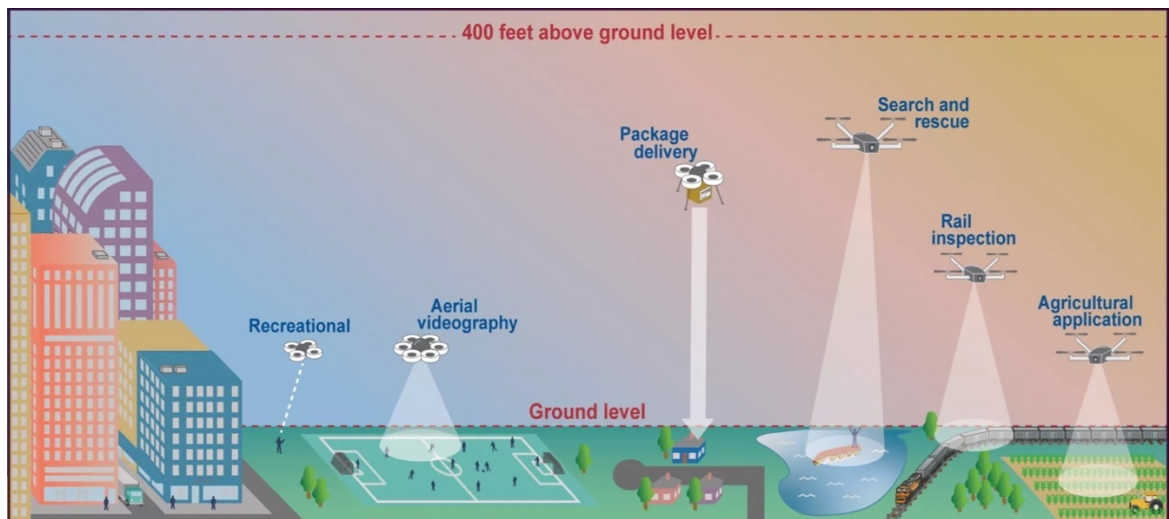 400 feet above ground level
Search and
rescue
Package
delivery
Rail
inspection
Agricultural
application
Aerial
videography
Recreational
Ground level